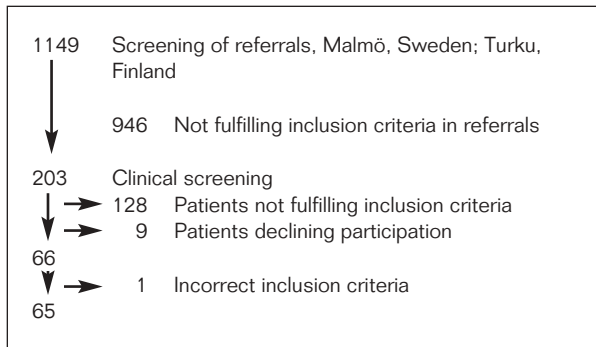 1149 Screening of referrals, Malmö, Sweden; Turku,
Finland
946 Not fulfilling inclusion criteria in referrals
203 Clinical screening
128 Patients not fulfilling inclusion criteria
9 Patients declining participation
66
1 Incorrect inclusion criteria
65